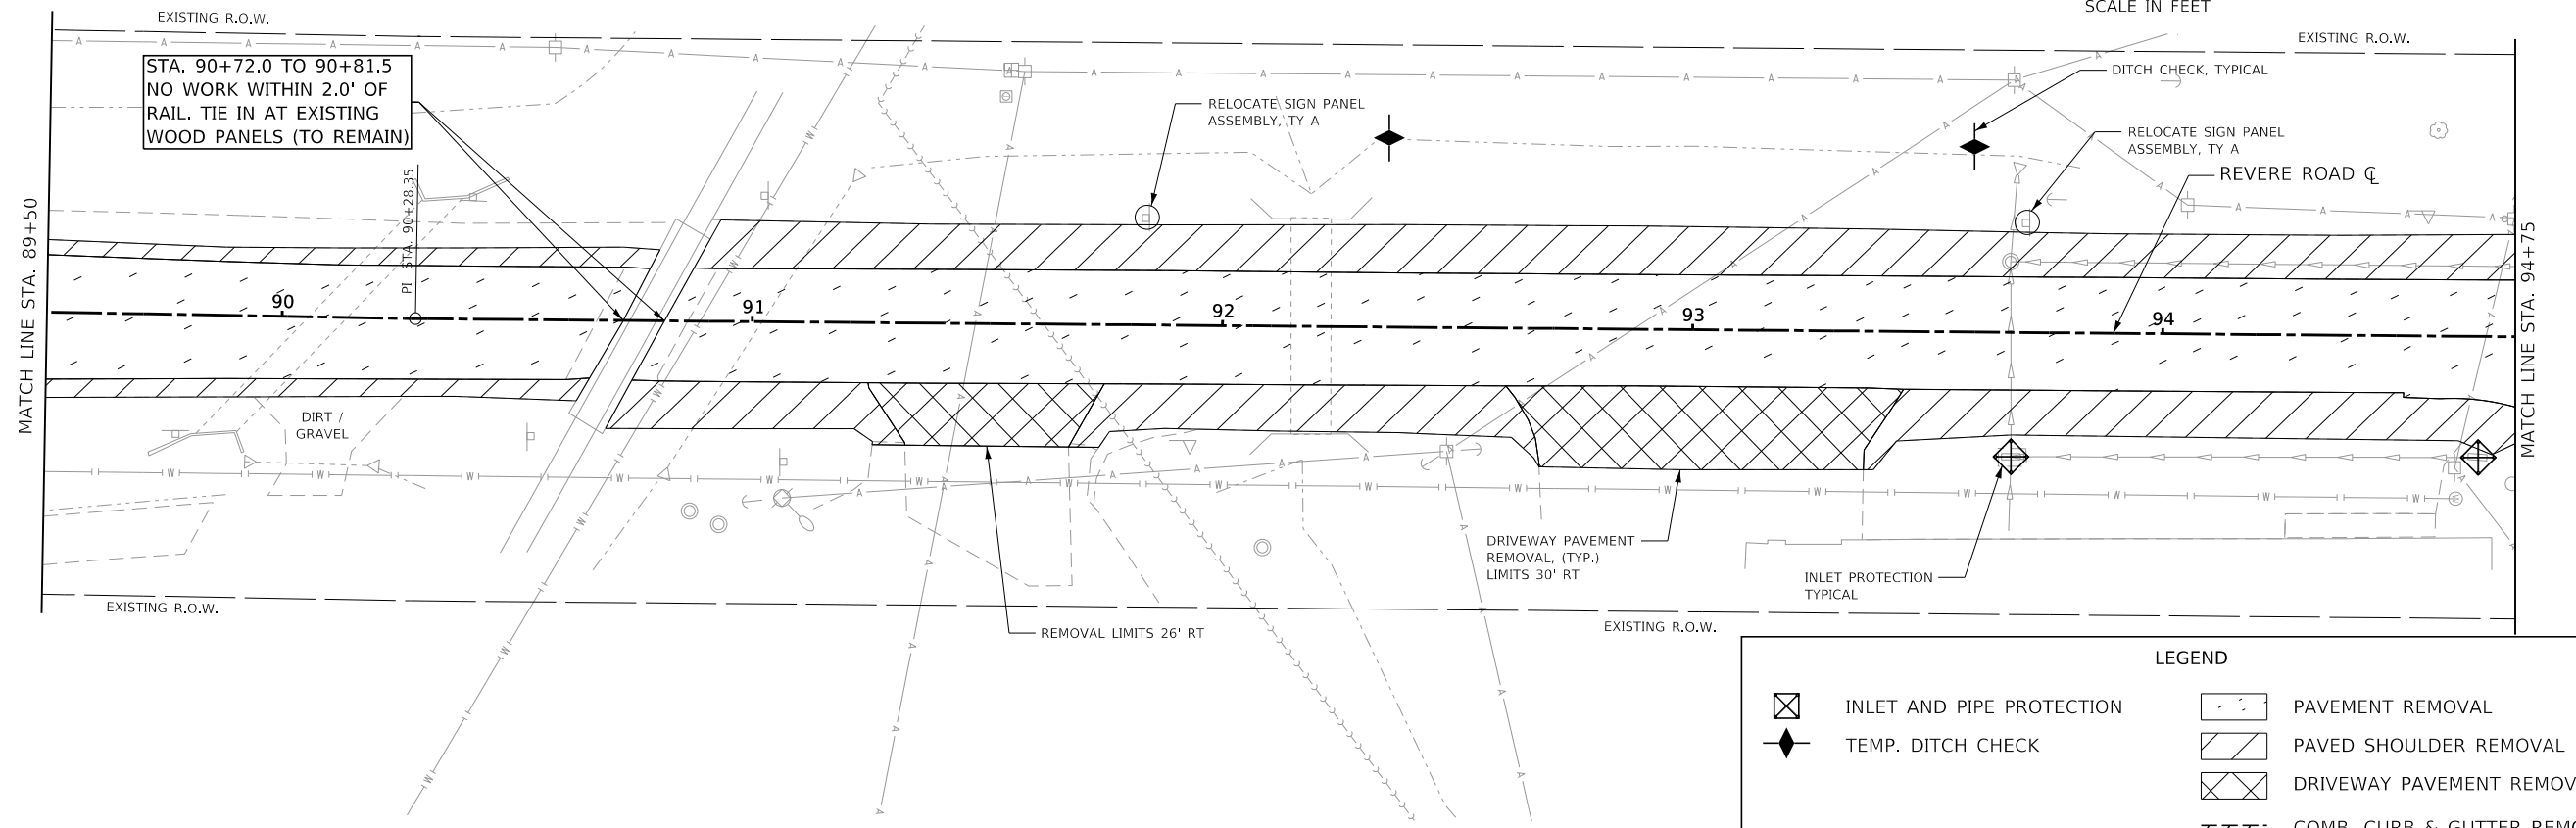 SCALE IN FEET
EXISTING R.O.W.
EXISTING R.O.W.
STA. 90+72.0 TO 90+81.5
NO WORK WITHIN 2.0' OF
RAIL. TIE IN AT EXISTING
WOOD PANELS (TO REMAIN)
DITCH CHECK, TYPICAL
RELOCATE SIGN PANEL
ASSEMBLY, TY A
RELOCATE SIGN PANEL
ASSEMBLY, TY A
REVERE ROAD ℄
PI STA. 90+28.35
MATCH LINE STA. 89+50
MATCH LINE STA. 94+75
90
91
92
93
94
DIRT /
GRAVEL
DRIVEWAY PAVEMENT
REMOVAL, (TYP.)
LIMITS 30' RT
INLET PROTECTION
TYPICAL
EXISTING R.O.W.
REMOVAL LIMITS 26' RT
EXISTING R.O.W.
LEGEND
INLET AND PIPE PROTECTION
TEMP. DITCH CHECK
PAVEMENT REMOVAL
PAVED SHOULDER REMOVAL
DRIVEWAY PAVEMENT REMOV
COMB. CURB & GUTTER REMO